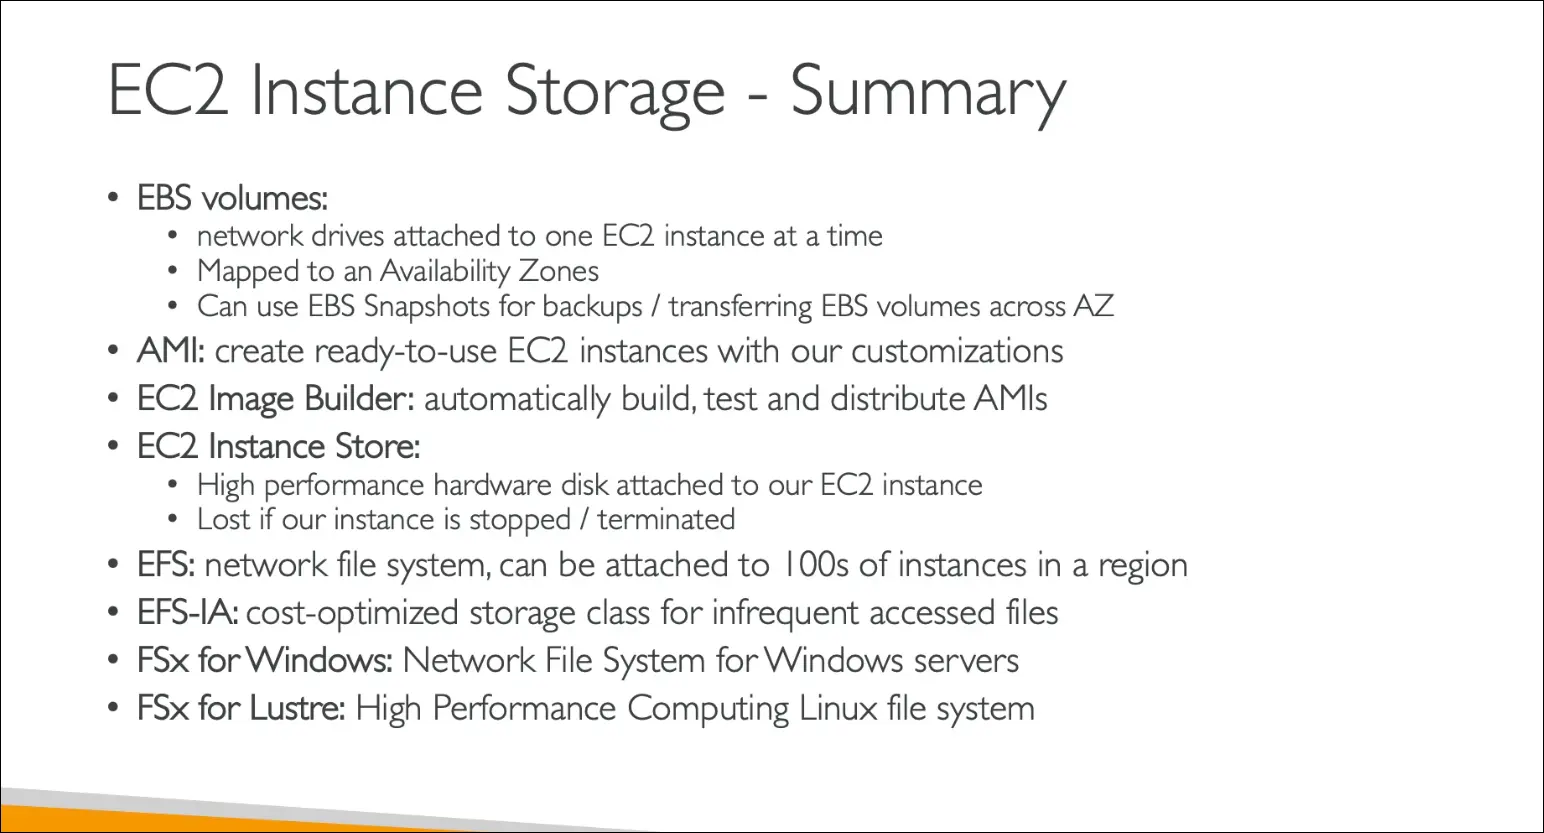 EC2 Instance Storage - Summary
• EBS volumes:
• network drives attached to one EC2 instance at a time
• Mapped to an Availability Zones
• Can use EBS Snapshots for backups / transferring EBS volumes across AZ
• AMI: create ready-to-use EC2 instances with our customizations
• EC2 Image Builder: automatically build, test and distribute AMIs
• EC2 Instance Store:
• High performance hardware disk attached to our EC2 instance
• Lost if our instance is stopped / terminated
• EFS: network file system, can be attached to 100s of instances in a region
• EFS-IA: cost-optimized storage class for infrequent accessed files
• FSx for Windows: Network File System for Windows servers
• FSx for Lustre: High Performance Computing Linux file system